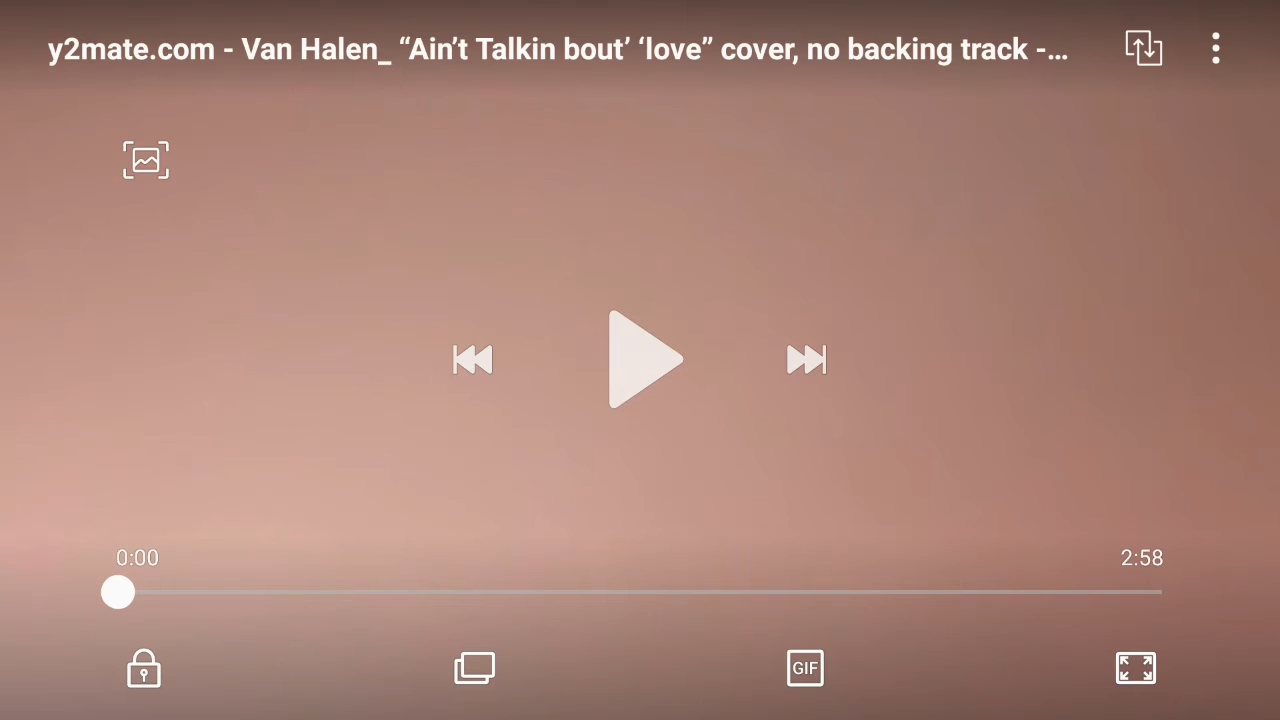 y2mate.com - Van Halen_ “Ain’t Talkin bout’ ‘love” cover, no backing track -...
0:00
2:58
GIF